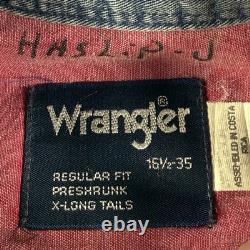 HASLIP-J
Wrangler®
16½-35
REGULAR FIT
PRESHRUNK
X-LONG TAILS
ASSEMBLED IN COSTA
RICA